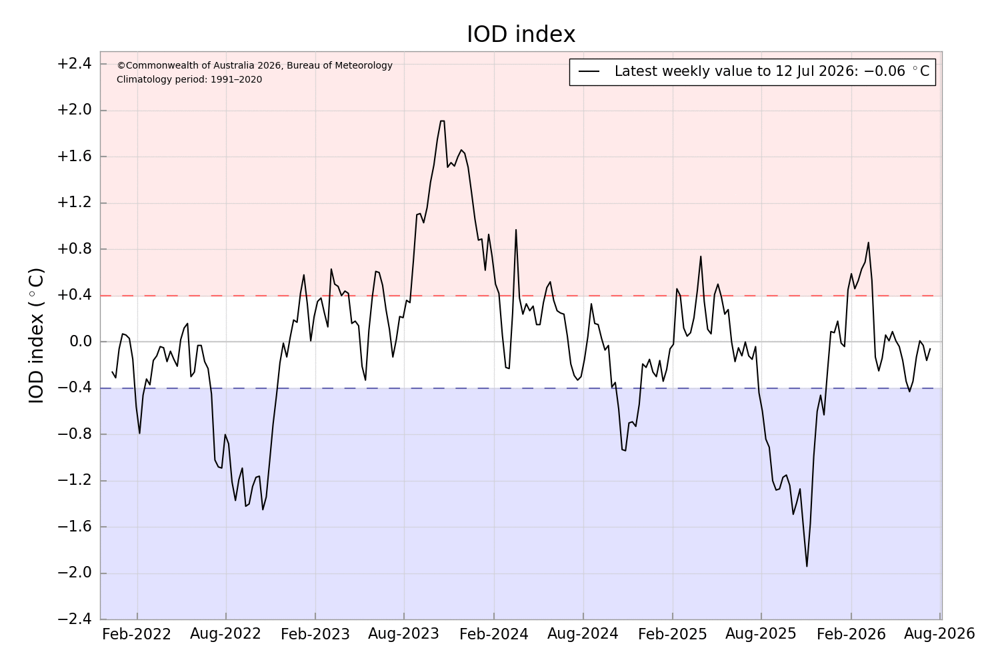 IOD index
©Commonwealth of Australia 2026, Bureau of Meteorology
Climatology period: 1991–2020
Latest weekly value to 12 Jul 2026: −0.06 °C
IOD index (°C)
+2.4
+2.0
+1.6
+1.2
+0.8
+0.4
0.0
−0.4
−0.8
−1.2
−1.6
−2.0
−2.4
Feb-2022 Aug-2022 Feb-2023 Aug-2023 Feb-2024 Aug-2024 Feb-2025 Aug-2025 Feb-2026 Aug-2026